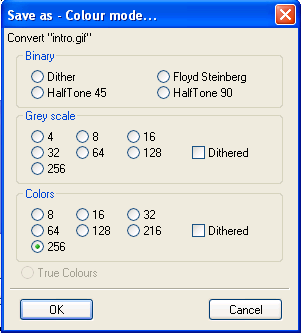 Save as - Colour mode...
Convert "intro.gif"
Binary
Dither Floyd Steinberg
HalfTone 45 HalfTone 90
Grey scale
4 8 16
32 64 128 Dithered
256
Colors
8 16 32
64 128 216 Dithered
256
True Colours
OK Cancel